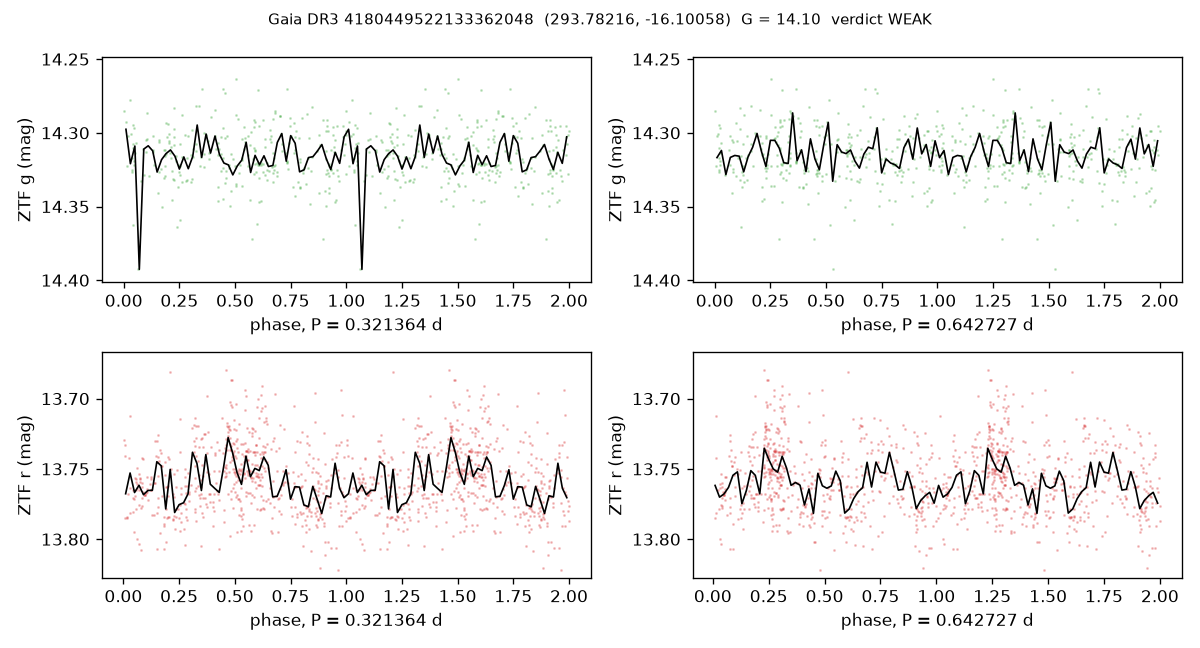 Gaia DR3 4180449522133362048  (293.78216, -16.10058)  G = 14.10  verdict WEAK
14.25
14.30
14.35
14.40
ZTF g (mag)
0.00 0.25 0.50 0.75 1.00 1.25 1.50 1.75 2.00
phase, P = 0.321364 d
14.25
14.30
14.35
14.40
ZTF g (mag)
0.00 0.25 0.50 0.75 1.00 1.25 1.50 1.75 2.00
phase, P = 0.642727 d
13.70
13.75
13.80
ZTF r (mag)
0.00 0.25 0.50 0.75 1.00 1.25 1.50 1.75 2.00
phase, P = 0.321364 d
13.70
13.75
13.80
ZTF r (mag)
0.00 0.25 0.50 0.75 1.00 1.25 1.50 1.75 2.00
phase, P = 0.642727 d